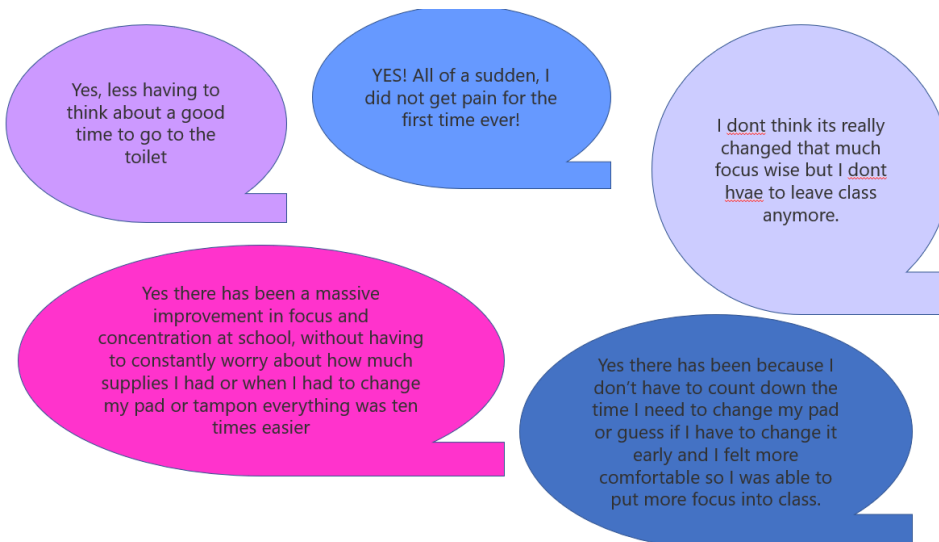 Yes, less having to
think about a good
time to go to the
toilet
YES! All of a sudden, I
did not get pain for the
first time ever!
I dont think its really
changed that much
focus wise but I dont
hvae to leave class
anymore.
Yes there has been a massive
improvement in focus and
concentration at school, without having
to constantly worry about how much
supplies I had or when I had to change
my pad or tampon everything was ten
times easier
Yes there has been because I
don’t have to count down the
time I need to change my pad
or guess if I have to change it
early and I felt more
comfortable so I was able to
put more focus into class.